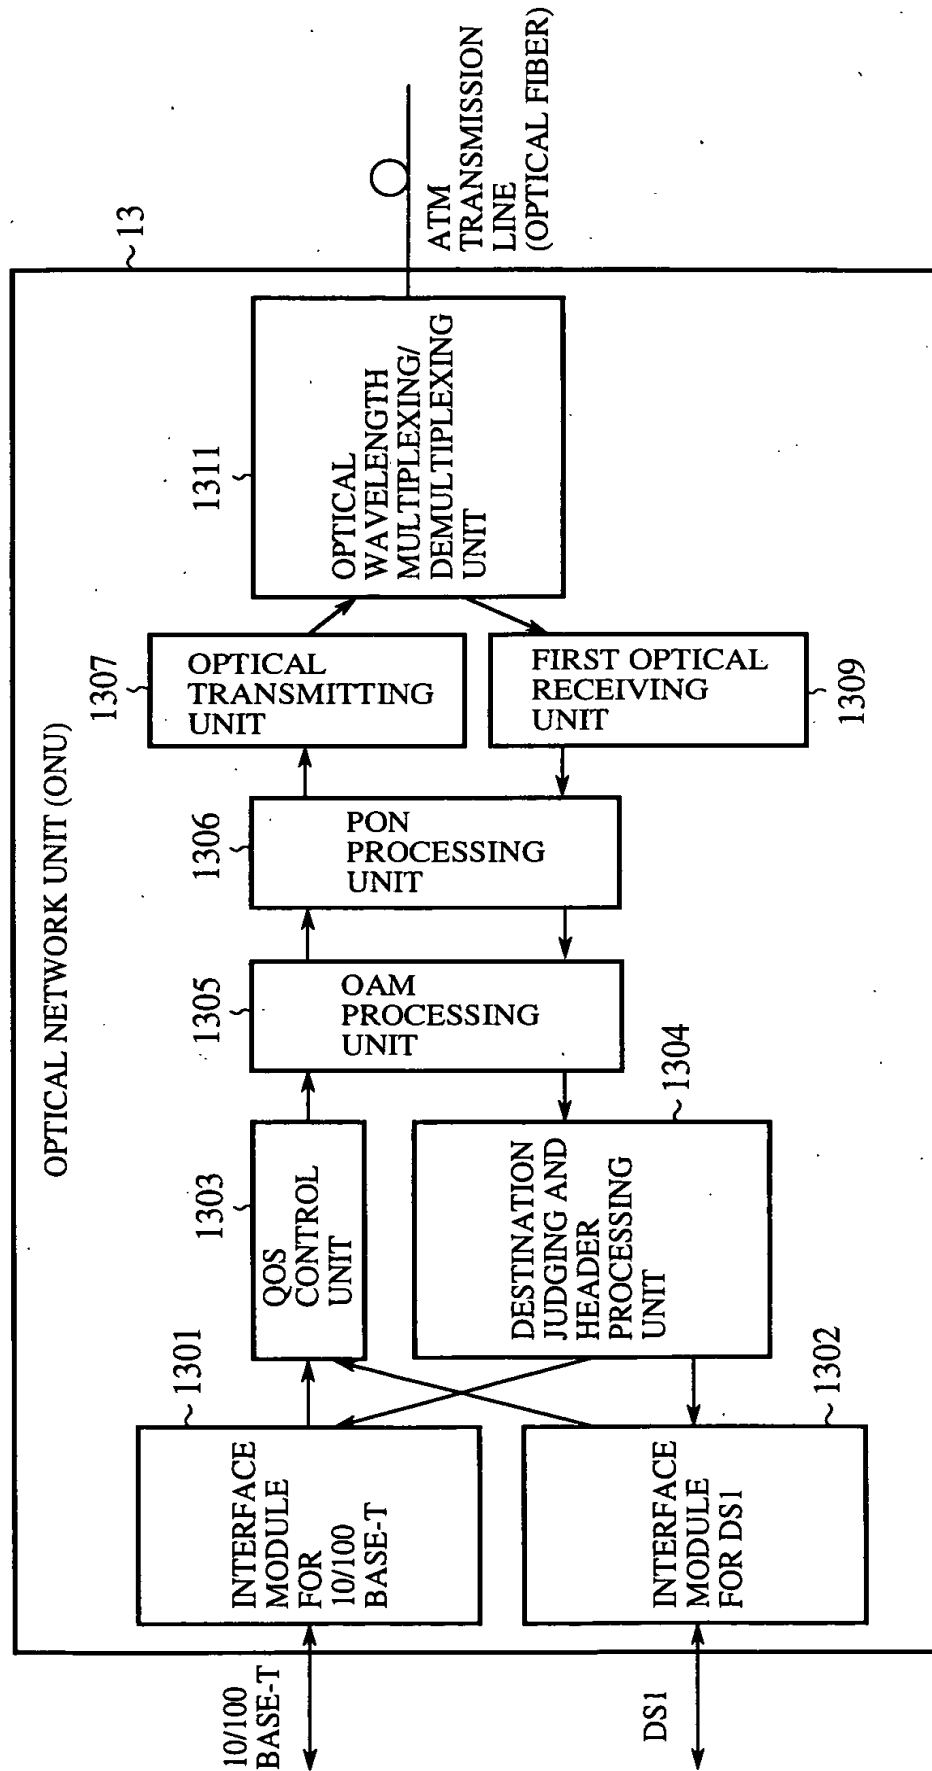 OPTICAL NETWORK UNIT (ONU)
13
10/100
BASE-T
DS1
1301
INTERFACE
MODULE
FOR
10/100
BASE-T
1302
INTERFACE
MODULE
FOR DS1
1303
QOS
CONTROL
UNIT
1304
DESTINATION
JUDGING AND
HEADER
PROCESSING
UNIT
1305
OAM
PROCESSING
UNIT
1306
PON
PROCESSING
UNIT
1307
OPTICAL
TRANSMITTING
UNIT
FIRST OPTICAL
RECEIVING
UNIT
1309
1311
OPTICAL
WAVELENGTH
MULTIPLEXING/
DEMULTIPLEXING
UNIT
ATM
TRANSMISSION
LINE
(OPTICAL FIBER)